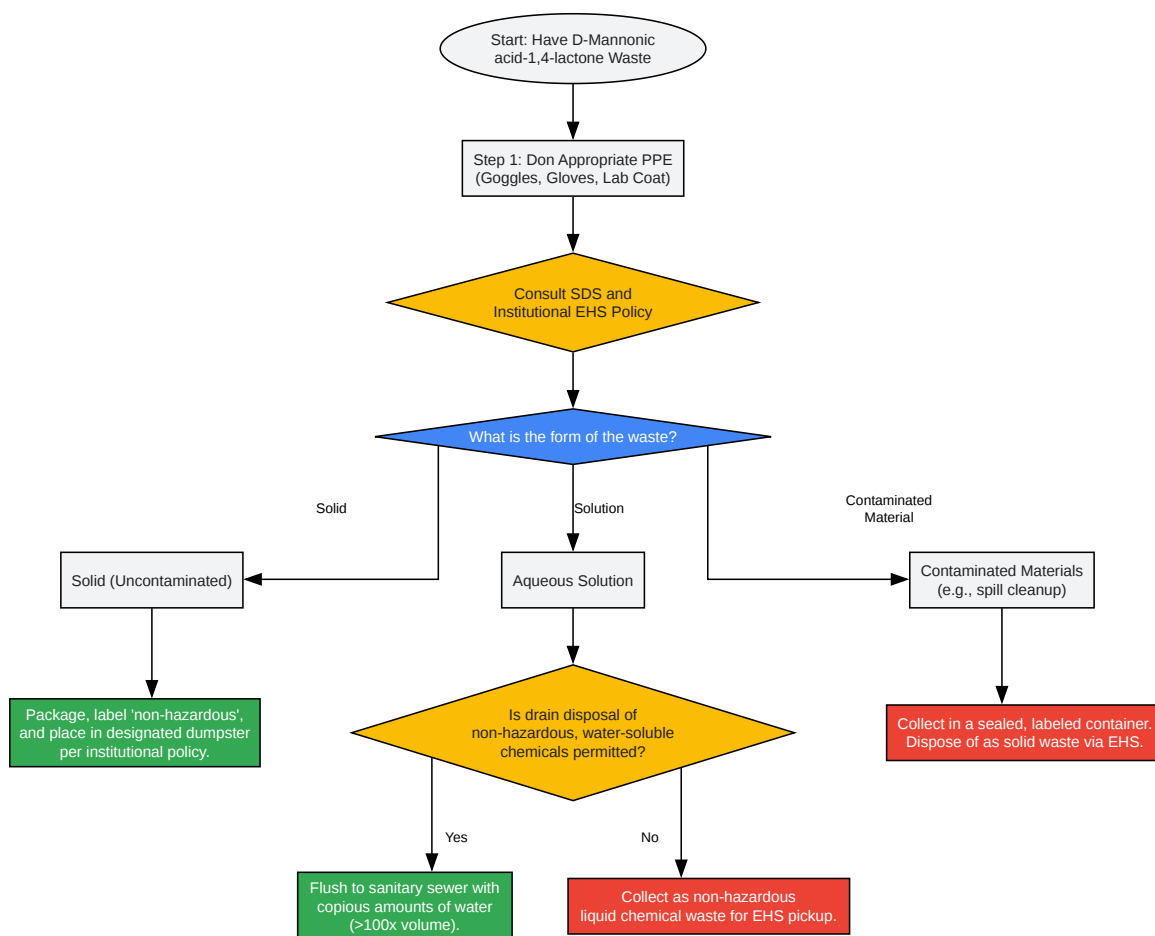 Start: Have D-Mannonic
acid-1,4-lactone Waste
Step 1: Don Appropriate PPE
(Goggles, Gloves, Lab Coat)
Consult SDS and
Institutional EHS Policy
What is the form of the waste?
Solid
Solution
Contaminated
Material
Solid (Uncontaminated)
Aqueous Solution
Contaminated Materials
(e.g., spill cleanup)
Package, label 'non-hazardous',
and place in designated dumpster
per institutional policy.
Is drain disposal of
non-hazardous, water-soluble
chemicals permitted?
Collect in a sealed, labeled container.
Dispose of as solid waste via EHS.
Yes
No
Flush to sanitary sewer with
copious amounts of water
(>100x volume).
Collect as non-hazardous
liquid chemical waste for EHS pickup.